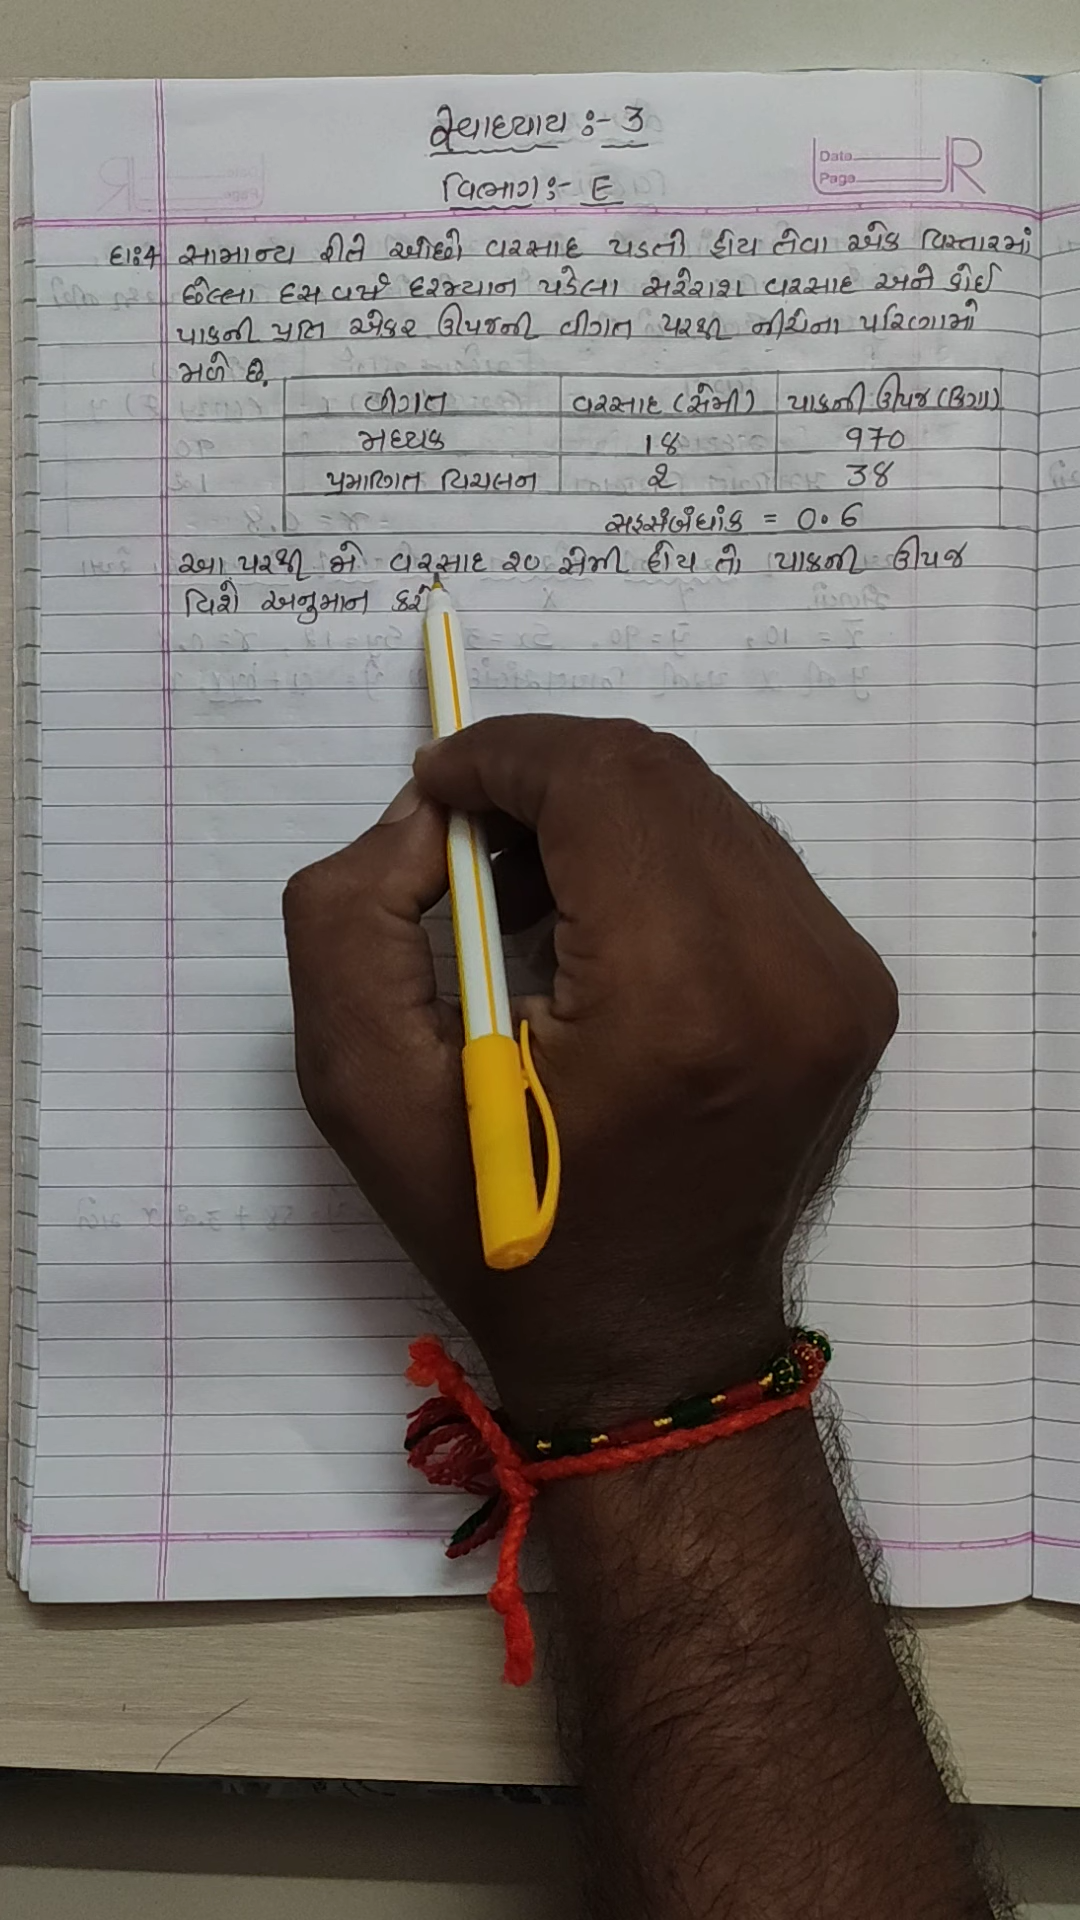 સ્વાધ્યાય :- 3
વિભાગ :- E
Date
Page
R
દા:4 સામાન્ય રીતે ઓછો વરસાદ પડતો હોય તેવા એક વિસ્તારમાં
છેલ્લા દસ વર્ષ દરમ્યાન પડેલા સરેરાશ વરસાદ અને કોઈ
પાકની પ્રતિ એકર ઊપજની વીગત પરથી નીચેના પરિણામો
મળે છે.
વીગત વરસાદ (સેમી) પાકની ઊપજ (કિગ્રા)
મધ્યક 18 970
પ્રમાણિત વિચલન 2 38
સહસંબંધાંક = 0.6
આ પરથી જો વરસાદ ૨૦ સેમી હોય તો પાકની ઊપજ
વિશે અનુમાન કરો